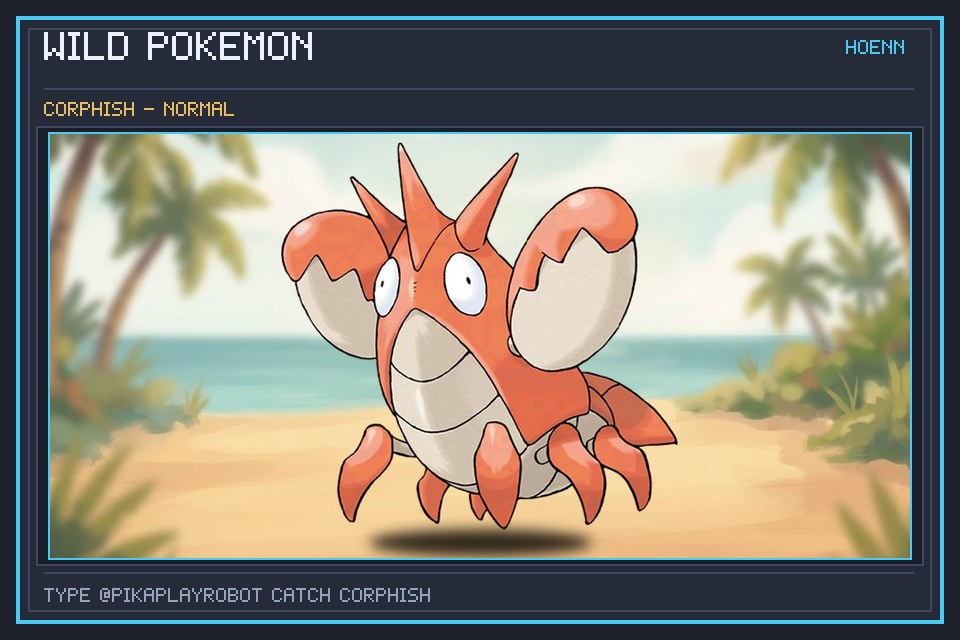 WILD POKEMON
HOENN
CORPHISH - NORMAL
TYPE @PIKAPLAYROBOT CATCH CORPHISH